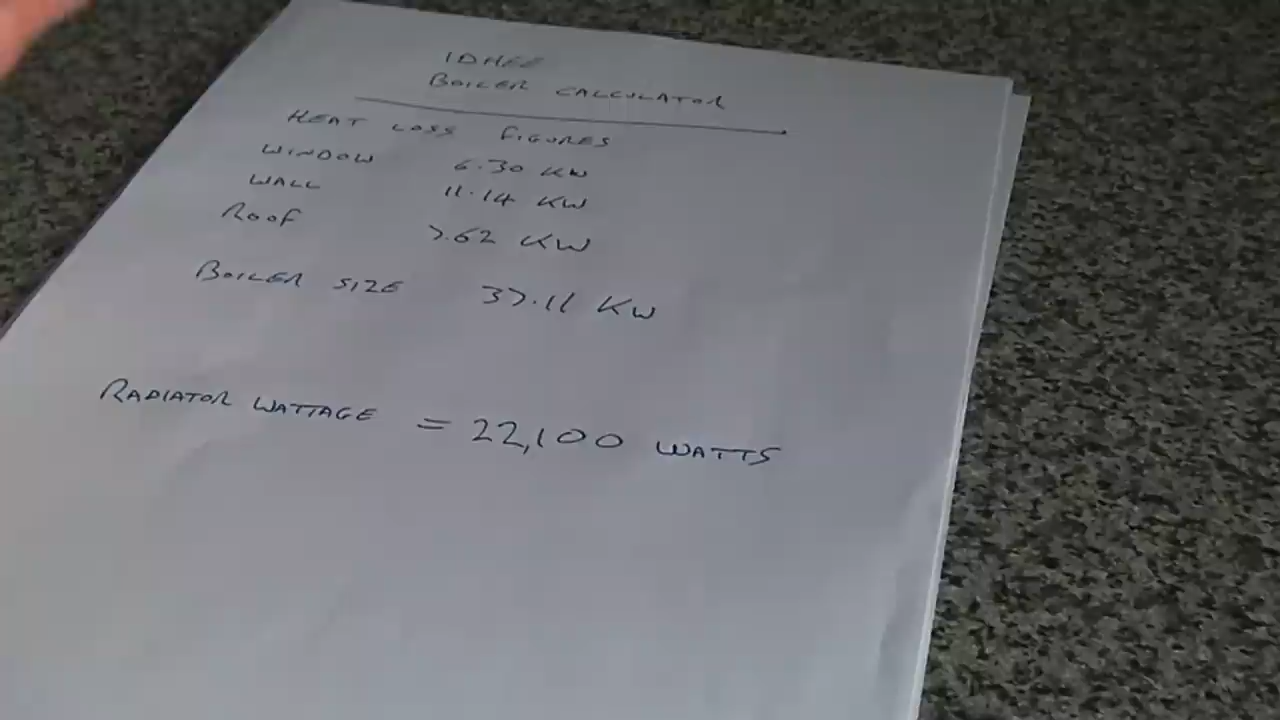 IDHEE
BOILER CALCULATOR
HEAT LOSS FIGURES
WINDOW 6.30 KW
WALL 11.14 KW
ROOF 7.62 KW
BOILER SIZE 37.11 KW
RADIATOR WATTAGE = 22,100 WATTS